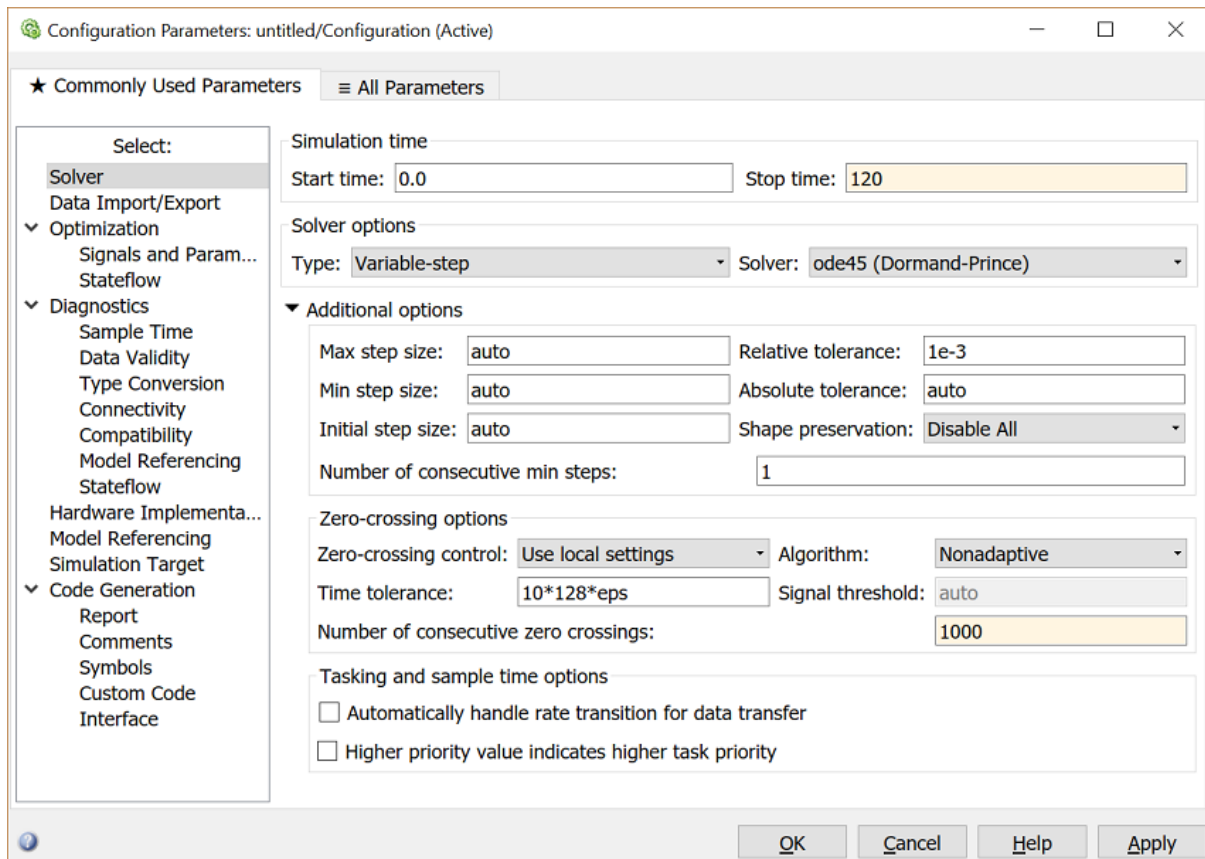 Configuration Parameters: untitled/Configuration (Active)
★ Commonly Used Parameters
≡ All Parameters
Select:
Solver
Data Import/Export
Optimization
Signals and Param...
Stateflow
Diagnostics
Sample Time
Data Validity
Type Conversion
Connectivity
Compatibility
Model Referencing
Stateflow
Hardware Implementa...
Model Referencing
Simulation Target
Code Generation
Report
Comments
Symbols
Custom Code
Interface
Simulation time
Start time: 0.0 Stop time: 120
Solver options
Type: Variable-step Solver: ode45 (Dormand-Prince)
Additional options
Max step size: auto Relative tolerance: 1e-3
Min step size: auto Absolute tolerance: auto
Initial step size: auto Shape preservation: Disable All
Number of consecutive min steps: 1
Zero-crossing options
Zero-crossing control: Use local settings Algorithm: Nonadaptive
Time tolerance: 10*128*eps Signal threshold: auto
Number of consecutive zero crossings: 1000
Tasking and sample time options
Automatically handle rate transition for data transfer
Higher priority value indicates higher task priority
OK Cancel Help Apply